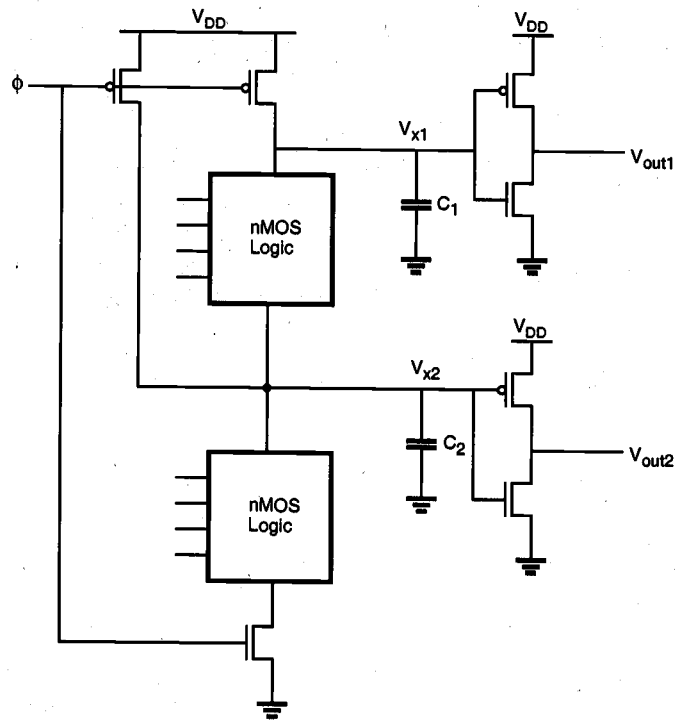 V_DD
V_DD
ϕ
V_x1
V_out1
C_1
nMOS
Logic
V_DD
V_x2
V_out2
C_2
nMOS
Logic